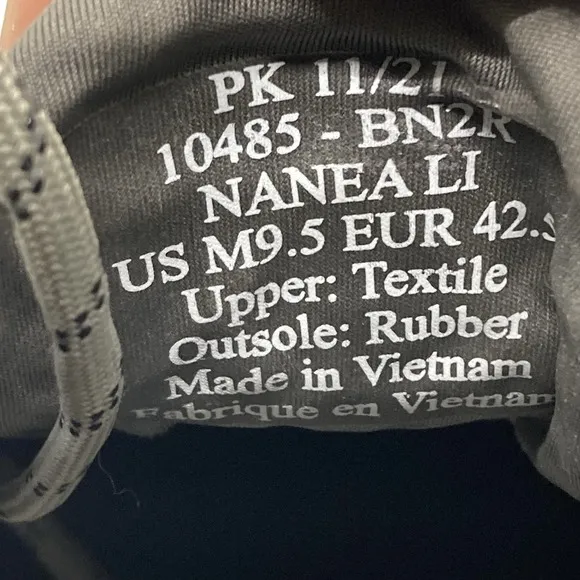 PK 11/21
10485 - BN2R
NANEA LI
US M9.5 EUR 42.5
Upper: Textile
Outsole: Rubber
Made in Vietnam
Fabrique en Vietnam